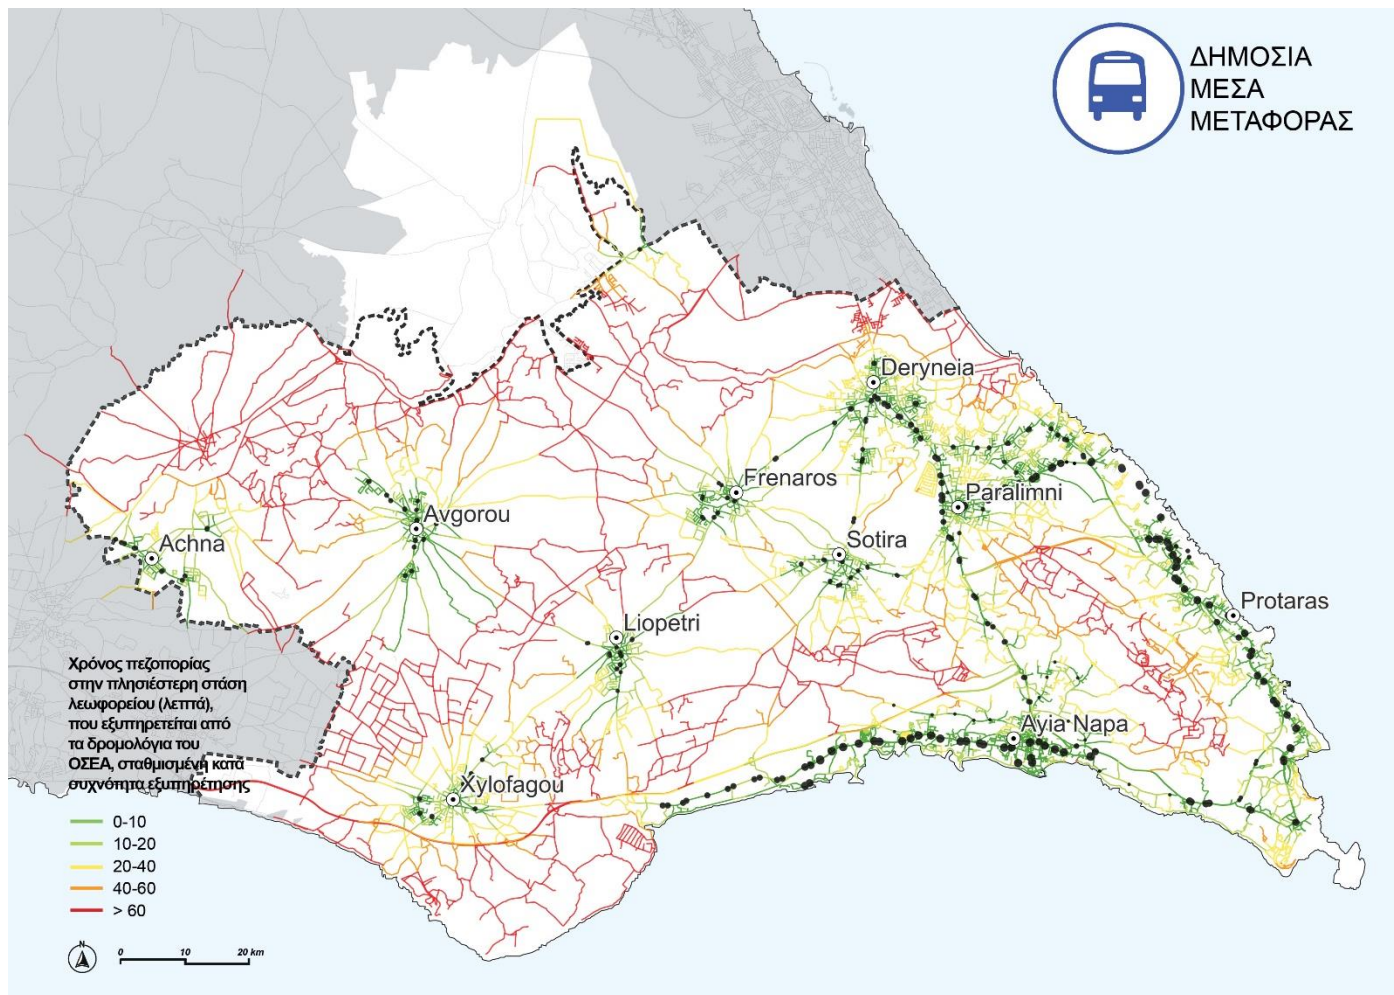 ΔΗΜΟΣΙΑ
ΜΕΣΑ
ΜΕΤΑΦΟΡΑΣ
Deryneia
Frenaros
Paralimni
Avgorou
Achna
Sotira
Protaras
Liopetri
Ayia Napa
Xylofagou
Χρόνος πεζοπορίας
στην πλησιέστερη στάση
λεωφορείου (λεπτά),
που εξυπηρετείται από
τα δρομολόγια του
ΟΣΕΑ, σταθμισμένη κατά
συχνότητα εξυπηρέτησης
0-10
10-20
20-40
40-60
> 60
N
0 10 20 km